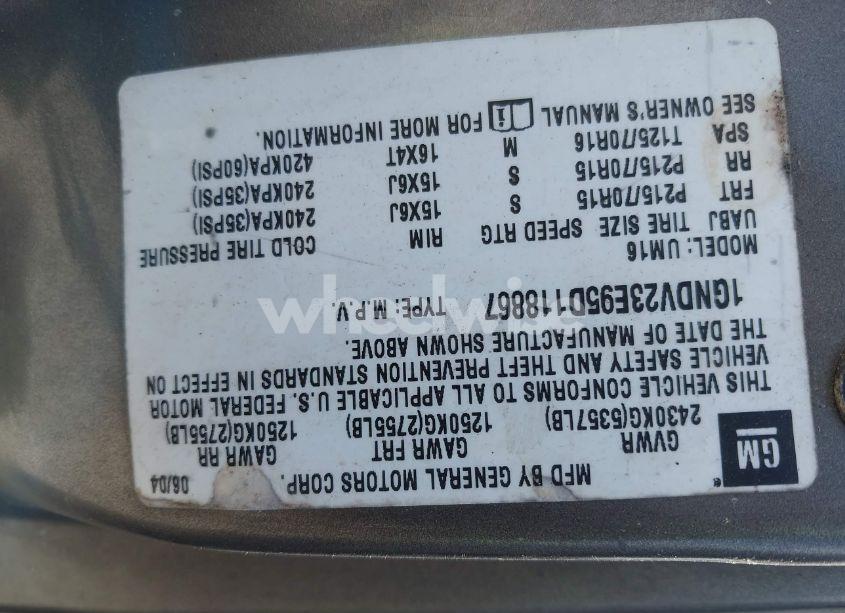 GM
MFD BY GENERAL MOTORS CORP. 08/04
GVWR GAWR FRT GAWR RR
2430KG(5357LB) 1250KG(2755LB) 1250KG(2755LB)
THIS VEHICLE CONFORMS TO ALL APPLICABLE U.S. FEDERAL MOTOR
VEHICLE SAFETY AND THEFT PREVENTION STANDARDS IN EFFECT ON
THE DATE OF MANUFACTURE SHOWN ABOVE.
1GNDV23E95D118867 TYPE: M.P.V.
MODEL: UM16
UABJ TIRE SIZE SPEED RTG RIM COLD TIRE PRESSURE
FRT P215/70R15 S 15X6J 240KPA(35PSI)
RR P215/70R15 S 15X6J 240KPA(35PSI)
SPA T125/70R16 M 16X4T 420KPA(60PSI)
SEE OWNER'S MANUAL FOR MORE INFORMATION.
wheelwise